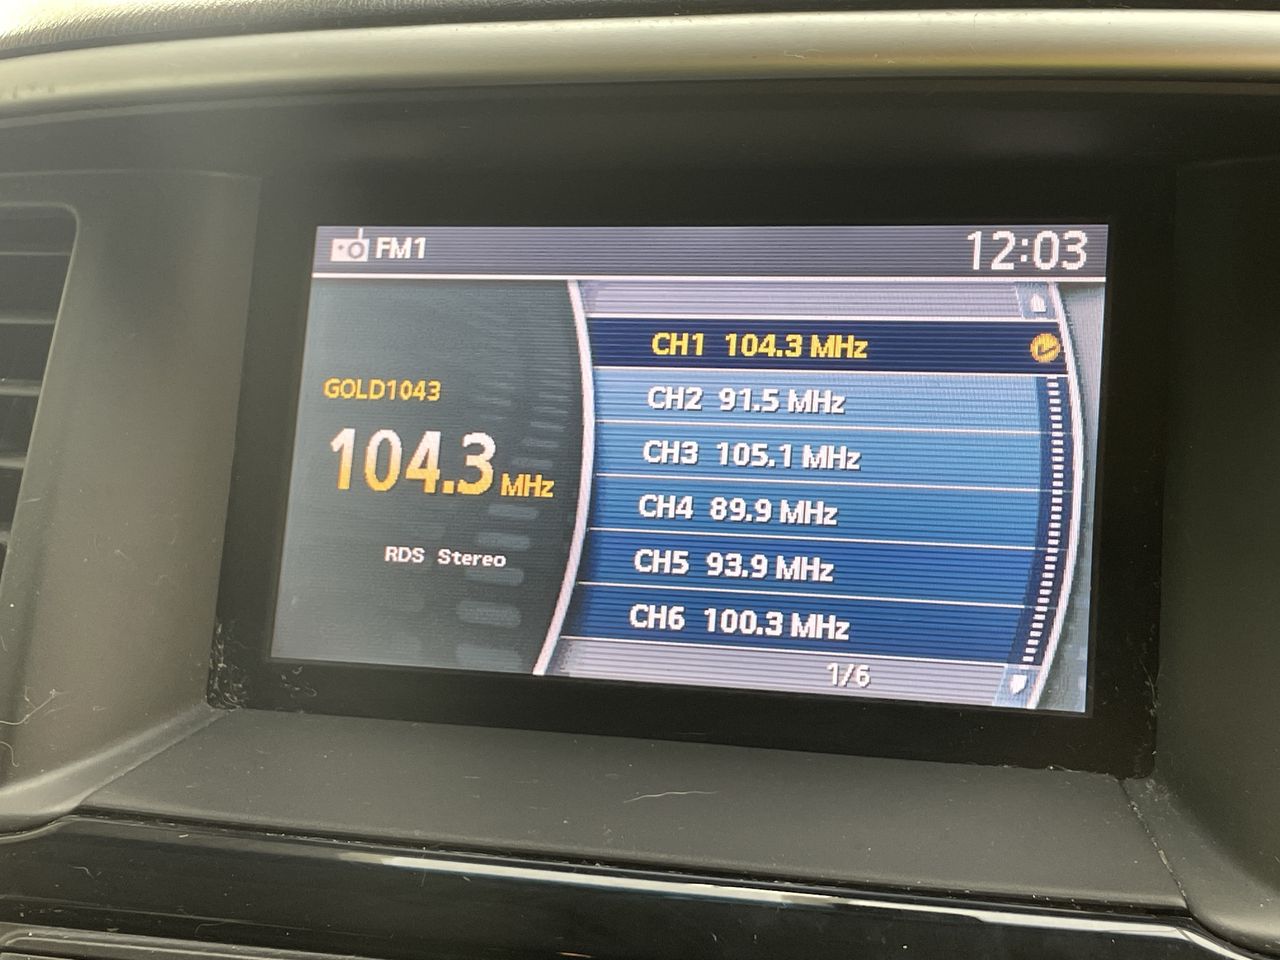 FM1
12:03
GOLD1043
104.3 MHz
RDS Stereo
CH1 104.3 MHz
CH2 91.5 MHz
CH3 105.1 MHz
CH4 89.9 MHz
CH5 93.9 MHz
CH6 100.3 MHz
1/6